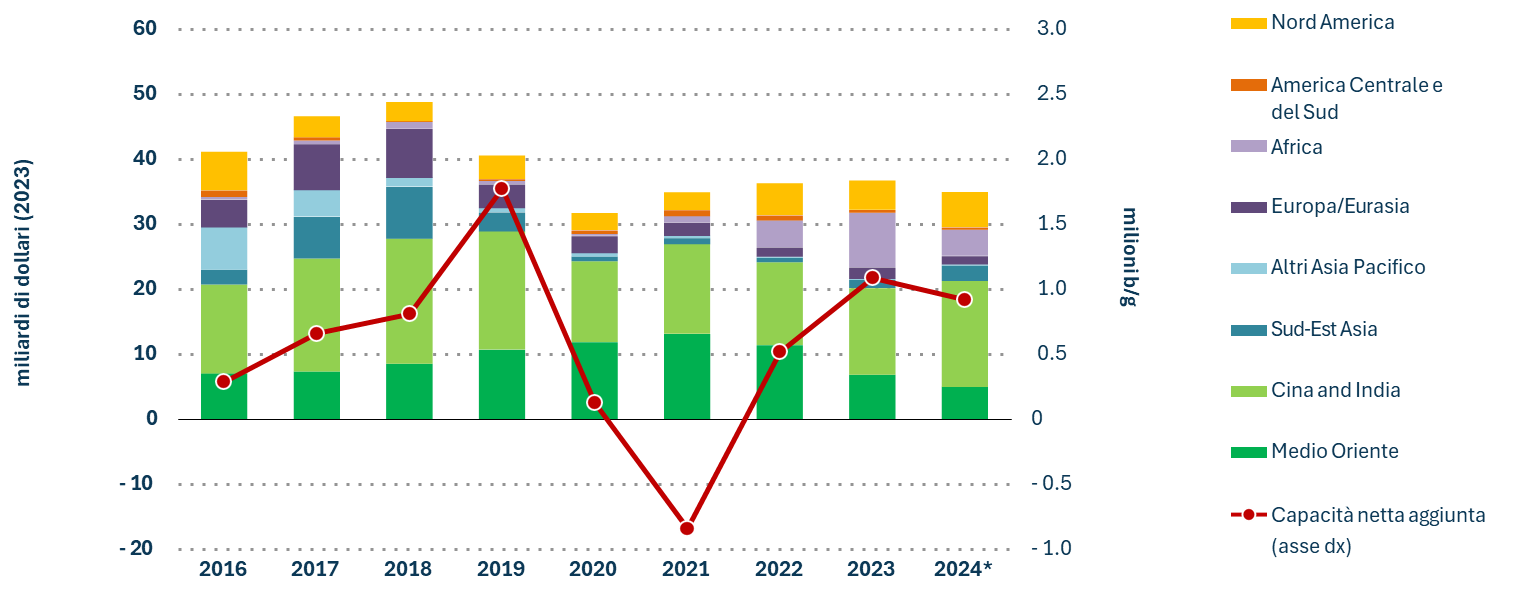 60
50
40
30
20
10
0
- 10
- 20
miliardi di dollari (2023)
3.0
2.5
2.0
1.5
1.0
0.5
0
- 0.5
- 1.0
milioni b/g
2016 2017 2018 2019 2020 2021 2022 2023 2024*
Nord America
America Centrale e
del Sud
Africa
Europa/Eurasia
Altri Asia Pacifico
Sud-Est Asia
Cina and India
Medio Oriente
Capacità netta aggiunta
(asse dx)